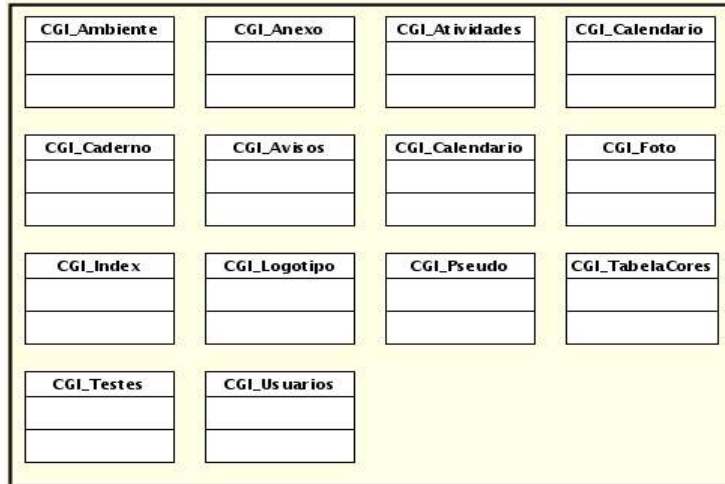 CGI_Ambiente
CGI_Anexo
CGI_Atividades
CGI_Calendario
CGI_Caderno
CGI_Avisos
CGI_Calendario
CGI_Foto
CGI_Index
CGI_Logotipo
CGI_Pseudo
CGI_TabelaCores
CGI_Testes
CGI_Usuarios